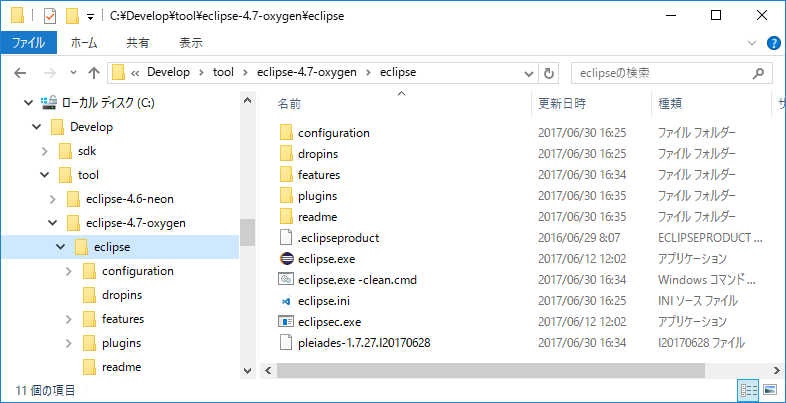 C:¥Develop¥tool¥eclipse-4.7-oxygen¥eclipse
ファイル ホーム 共有 表示
« Develop › tool › eclipse-4.7-oxygen › eclipse eclipseの検索
ローカル ディスク (C:)
Develop
sdk
tool
eclipse-4.6-neon
eclipse-4.7-oxygen
eclipse
configuration
dropins
features
plugins
readme
名前 更新日時 種類 サ
configuration 2017/06/30 16:25 ファイル フォルダー
dropins 2017/06/30 16:25 ファイル フォルダー
features 2017/06/30 16:34 ファイル フォルダー
plugins 2017/06/30 16:35 ファイル フォルダー
readme 2017/06/30 16:35 ファイル フォルダー
.eclipseproduct 2016/06/29 8:07 ECLIPSEPRODUCT ...
eclipse.exe 2017/06/12 12:02 アプリケーション
eclipse.exe -clean.cmd 2017/06/30 16:34 Windows コマンド ...
eclipse.ini 2017/06/30 16:25 INI ソース ファイル
eclipsec.exe 2017/06/12 12:02 アプリケーション
pleiades-1.7.27.I20170628 2017/06/30 16:34 I20170628 ファイル
11 個の項目